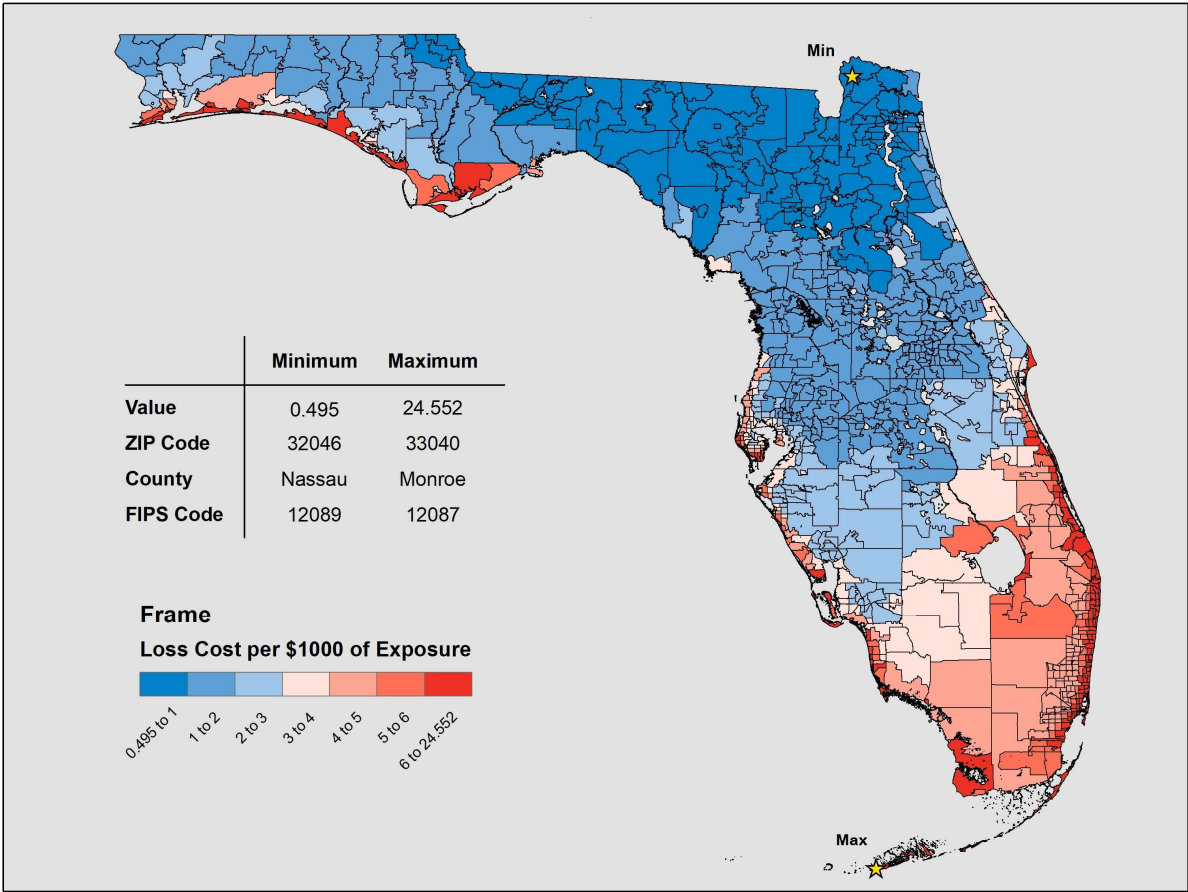 Min
Minimum Maximum
Value 0.495 24.552
ZIP Code 32046 33040
County Nassau Monroe
FIPS Code 12089 12087
Frame
Loss Cost per $1000 of Exposure
0.495 to 1
1 to 2
2 to 3
3 to 4
4 to 5
5 to 6
6 to 24.552
Max